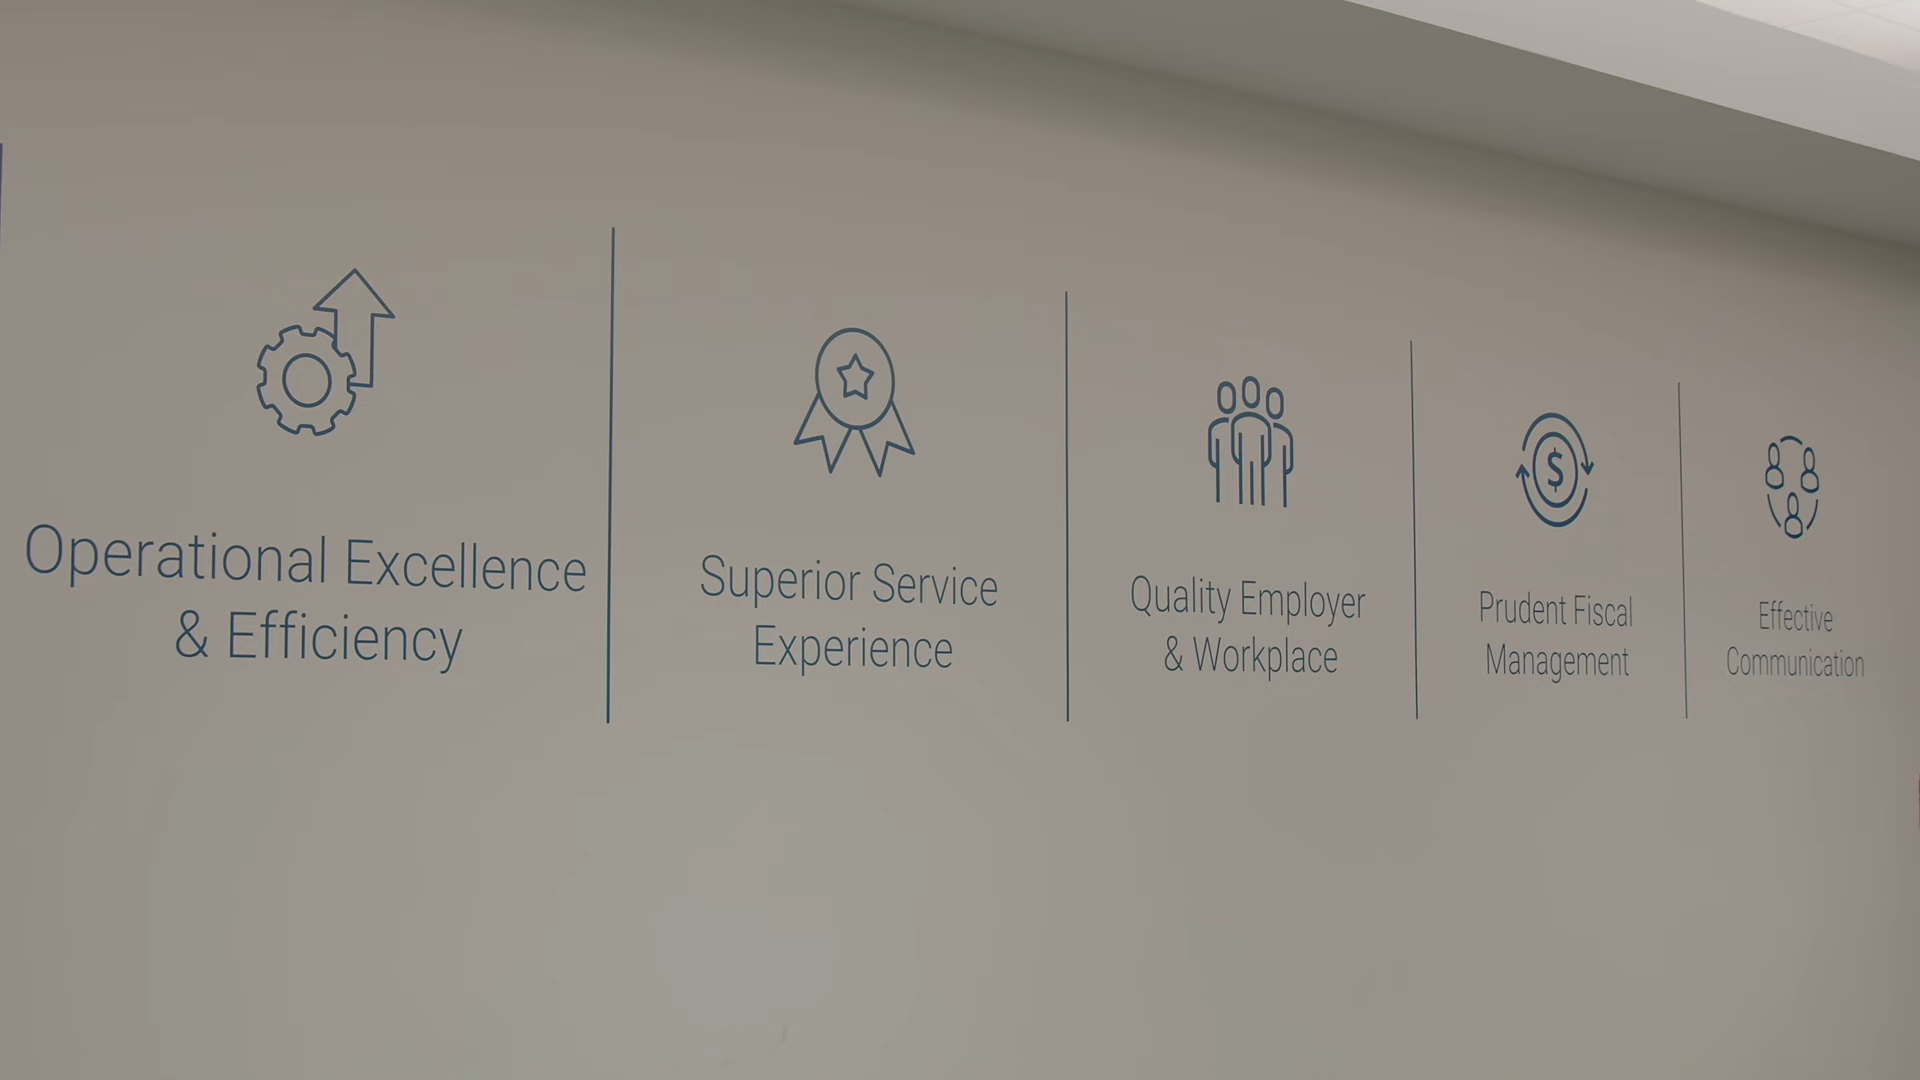 Operational Excellence
& Efficiency
Superior Service
Experience
Quality Employer
& Workplace
$
Prudent Fiscal
Management
Effective
Communication